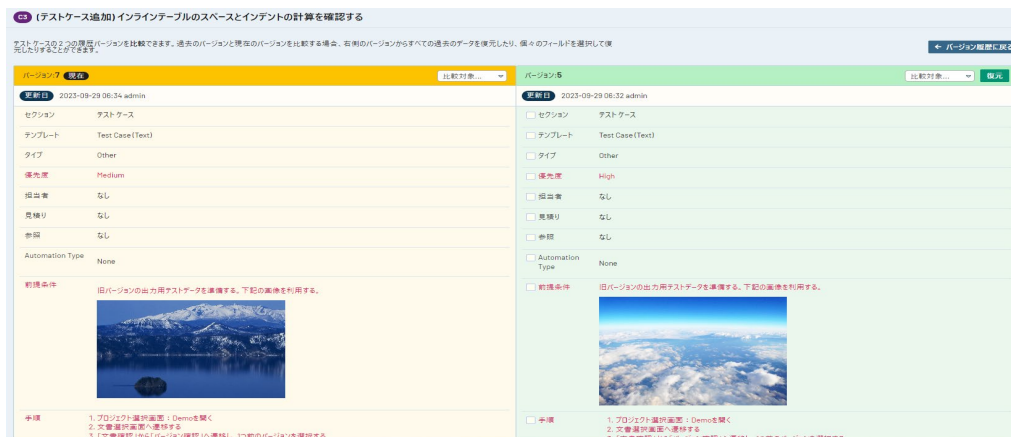 C3 (テストケース追加) インラインテーブルのスペースとインデントの計算を確認する
テストケースの2つの履歴バージョンを比較できます。過去のバージョンと現在のバージョンを比較する場合、右側のバージョンからすべての過去のデータを復元したり、個々のフィールドを選択して復
元したりすることができます。
← バージョン履歴に戻る
バージョン:7 現在 比較対象...
更新日 2023-09-29 06:34 admin
セクション テストケース
テンプレート Test Case (Text)
タイプ Other
優先度 Medium
担当者 なし
見積り なし
参照 なし
Automation Type None
前提条件 旧バージョンの出力用テストデータを準備する。下記の画像を利用する。
手順 1. プロジェクト選択画面:Demoを開く
2. 文書選択画面へ遷移する
バージョン:5 比較対象... 復元
更新日 2023-09-29 06:32 admin
セクション テストケース
テンプレート Test Case (Text)
タイプ Other
優先度 High
担当者 なし
見積り なし
参照 なし
Automation
Type None
前提条件 旧バージョンの出力用テストデータを準備する。下記の画像を利用する。
手順 1. プロジェクト選択画面:Demoを開く
2. 文書選択画面へ遷移する